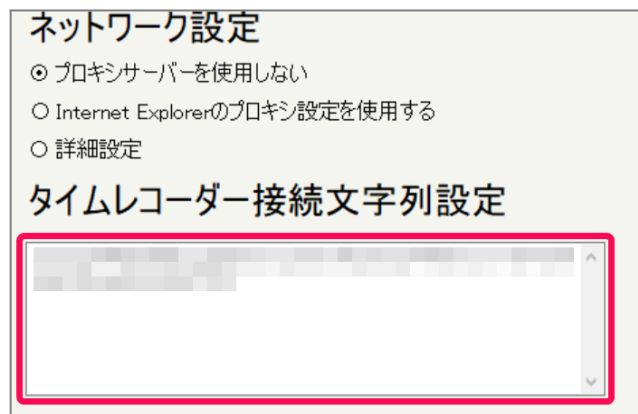 ネットワーク設定
プロキシサーバーを使用しない
Internet Explorerのプロキシ設定を使用する
詳細設定
タイムレコーダー接続文字列設定